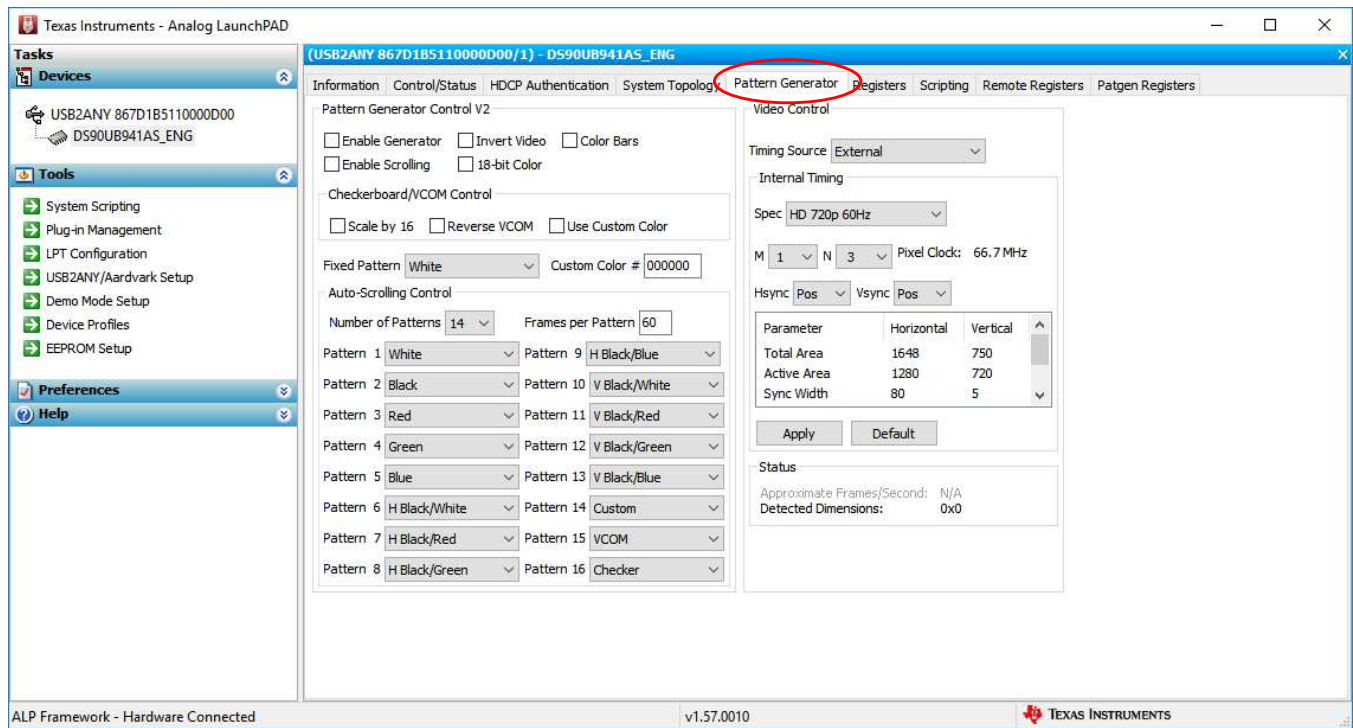 Texas Instruments - Analog LaunchPAD
Tasks
Devices
USB2ANY 867D1B5110000D00
DS90UB941AS_ENG
Tools
System Scripting
Plug-in Management
LPT Configuration
USB2ANY/Aardvark Setup
Demo Mode Setup
Device Profiles
EEPROM Setup
Preferences
Help
(USB2ANY 867D1B5110000D00/1) - DS90UB941AS_ENG
Information Control/Status HDCP Authentication System Topology Pattern Generator Registers Scripting Remote Registers Patgen Registers
Pattern Generator Control V2
Enable Generator Invert Video Color Bars
Enable Scrolling 18-bit Color
Checkerboard/VCOM Control
Scale by 16 Reverse VCOM Use Custom Color
Fixed Pattern White Custom Color # 000000
Auto-Scrolling Control
Number of Patterns 14 Frames per Pattern 60
Pattern 1 White Pattern 9 H Black/Blue
Pattern 2 Black Pattern 10 V Black/White
Pattern 3 Red Pattern 11 V Black/Red
Pattern 4 Green Pattern 12 V Black/Green
Pattern 5 Blue Pattern 13 V Black/Blue
Pattern 6 H Black/White Pattern 14 Custom
Pattern 7 H Black/Red Pattern 15 VCOM
Pattern 8 H Black/Green Pattern 16 Checker
Video Control
Timing Source External
Internal Timing
Spec HD 720p 60Hz
M 1 N 3 Pixel Clock: 66.7 MHz
Hsync Pos Vsync Pos
Parameter Horizontal Vertical
Total Area 1648 750
Active Area 1280 720
Sync Width 80 5
Apply Default
Status
Approximate Frames/Second: N/A
Detected Dimensions: 0x0
ALP Framework - Hardware Connected v1.57.0010 TEXAS INSTRUMENTS